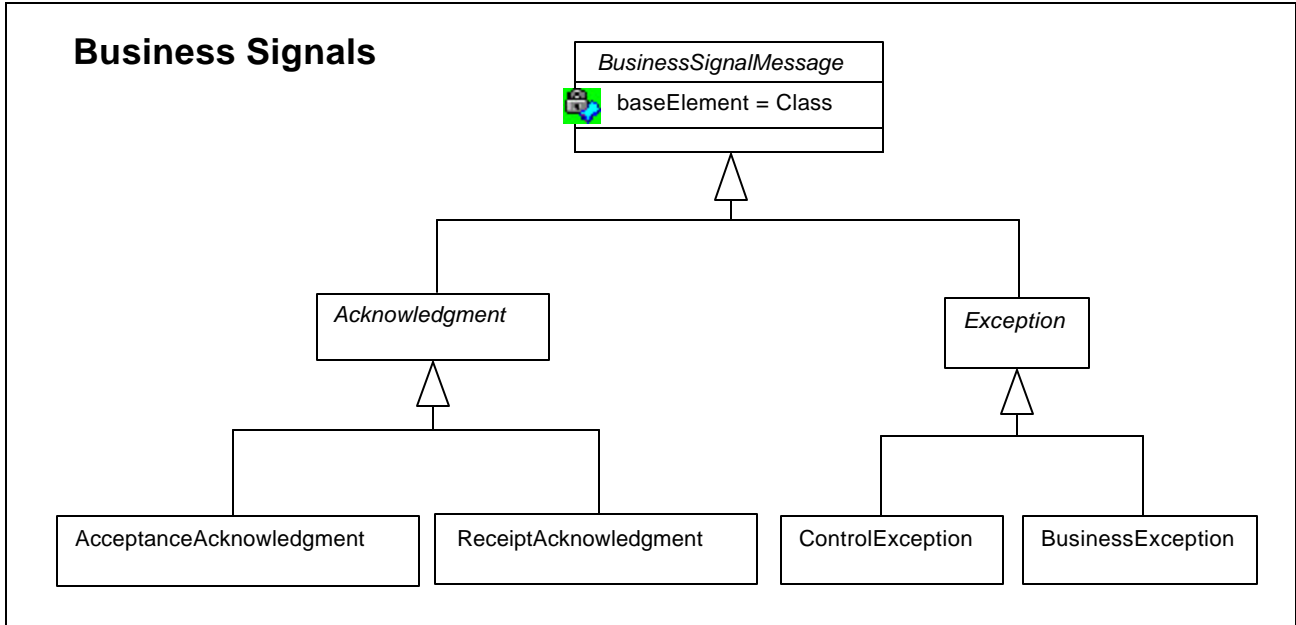 Business Signals
BusinessSignalMessage
baseElement = Class
Acknowledgment
Exception
AcceptanceAcknowledgment
ReceiptAcknowledgment
ControlException
BusinessException